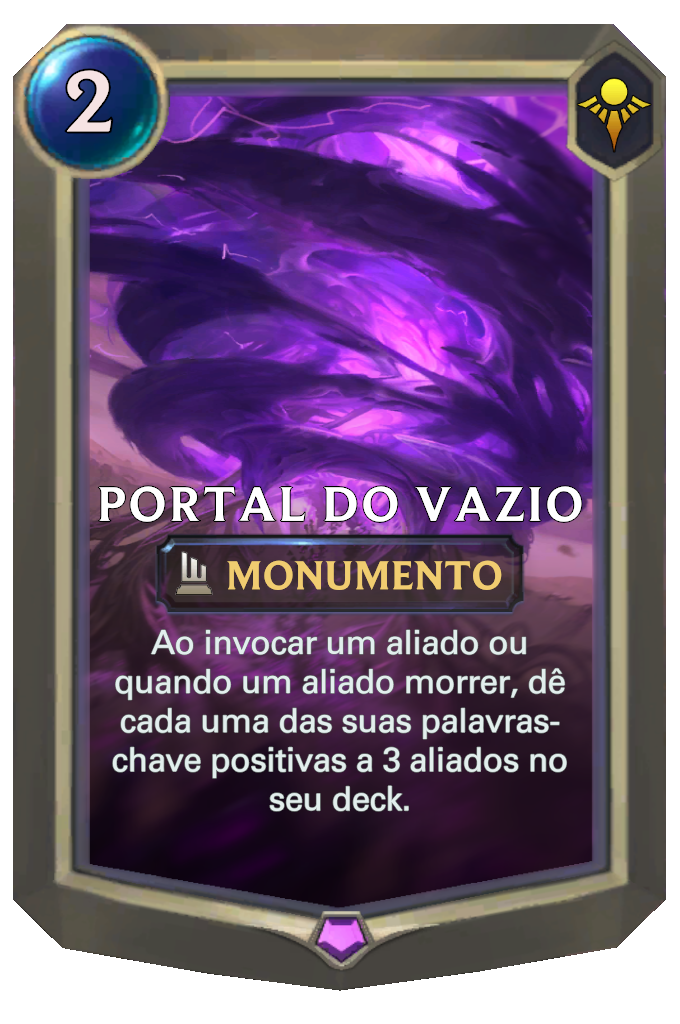 2
PORTAL DO VAZIO
MONUMENTO
Ao invocar um aliado ou
quando um aliado morrer, dê
cada uma das suas palavras-
chave positivas a 3 aliados no
seu deck.